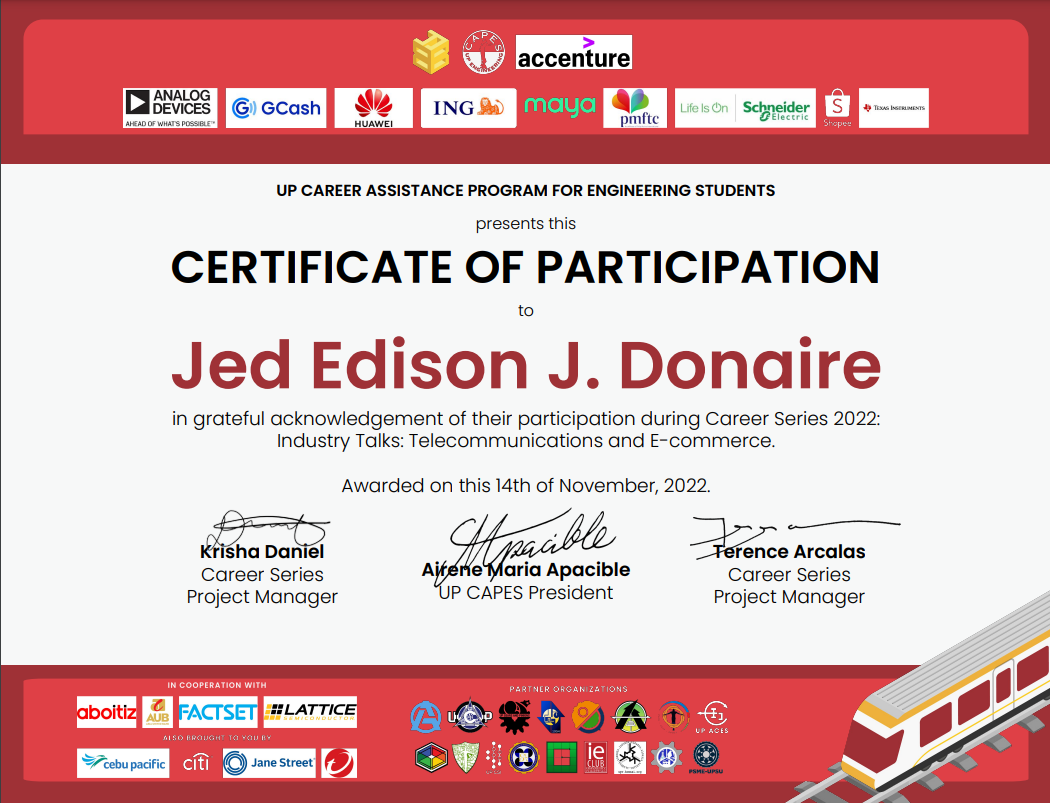 CAPES
UP ENGINEERING
accenture
ANALOG
DEVICES
AHEAD OF WHAT'S POSSIBLE™
GCash
HUAWEI
ING
maya
pmftc
Life Is On
Schneider
Electric
Shopee
TEXAS INSTRUMENTS
UP CAREER ASSISTANCE PROGRAM FOR ENGINEERING STUDENTS
presents this
CERTIFICATE OF PARTICIPATION
to
Jed Edison J. Donaire
in grateful acknowledgement of their participation during Career Series 2022:
Industry Talks: Telecommunications and E-commerce.
Awarded on this 14th of November, 2022.
Krisha Daniel
Career Series
Project Manager
Airene Maria Apacible
UP CAPES President
Terence Arcalas
Career Series
Project Manager
IN COOPERATION WITH
aboitiz
AUB
FACTSET
LATTICE
SEMICONDUCTOR
ALSO BROUGHT TO YOU BY
cebu pacific
citi
Jane Street
PARTNER ORGANIZATIONS
UP ACES
ie
CLUB
PSME-UPSU